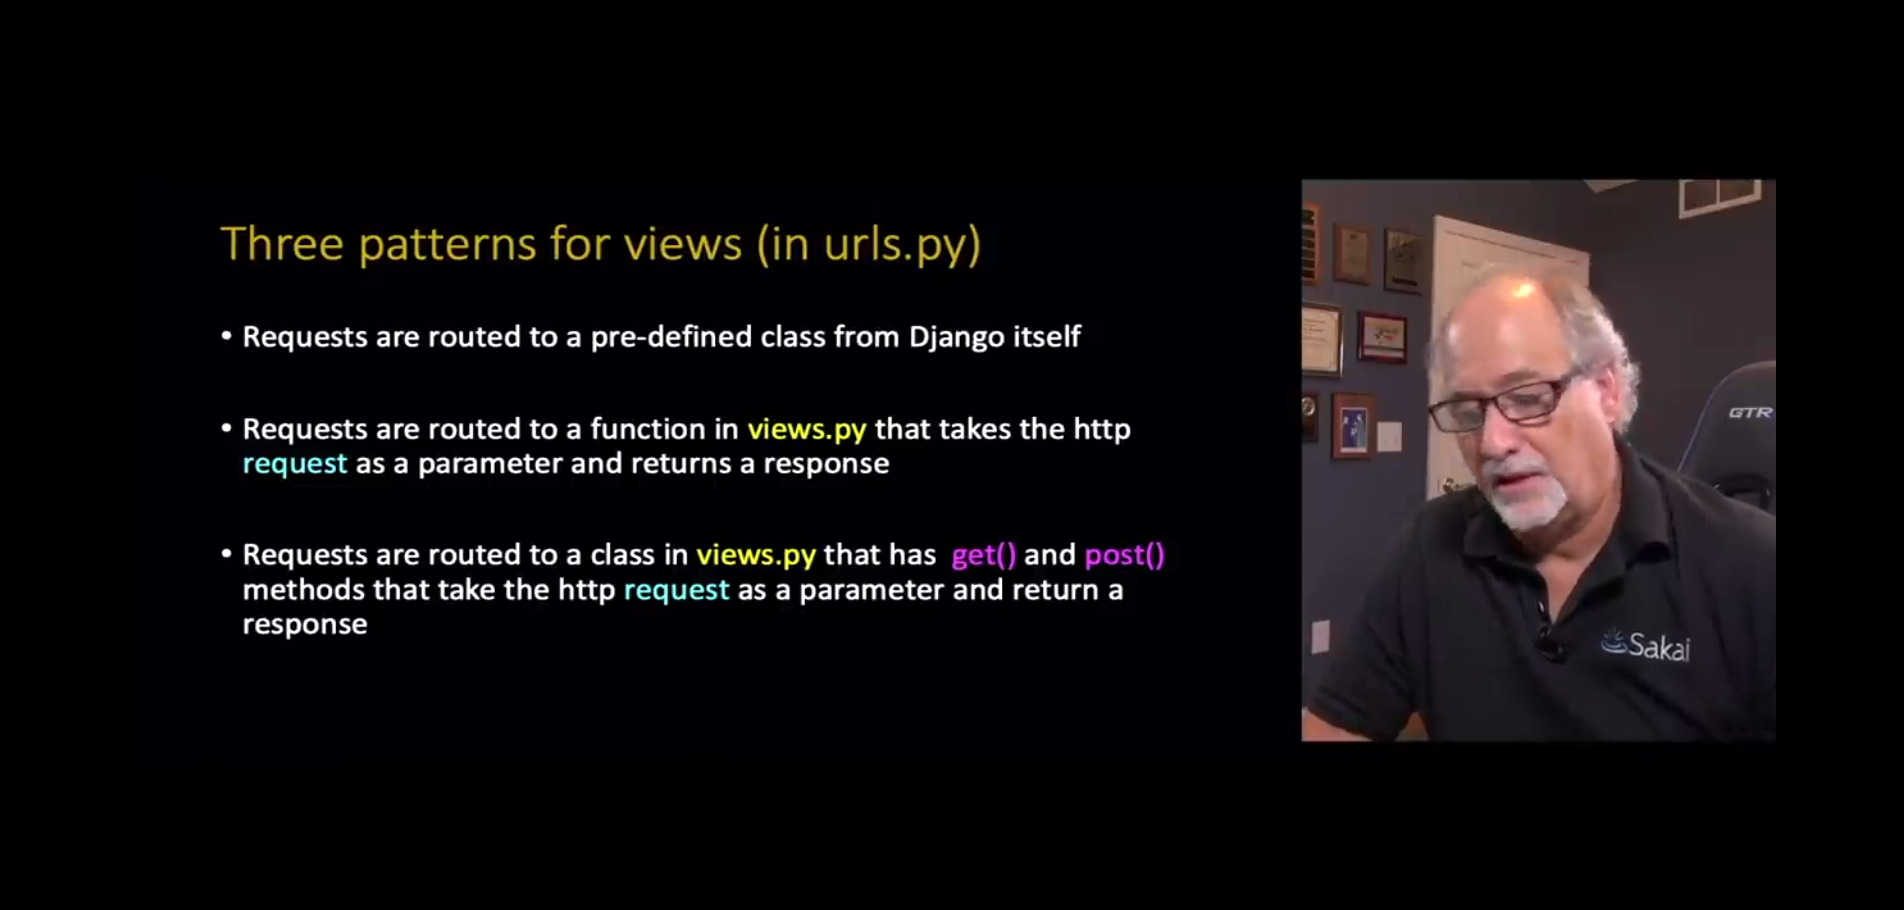 Three patterns for views (in urls.py)
• Requests are routed to a pre-defined class from Django itself
• Requests are routed to a function in views.py that takes the http
request as a parameter and returns a response
• Requests are routed to a class in views.py that has get() and post()
methods that take the http request as a parameter and return a
response
GTR
Sakai